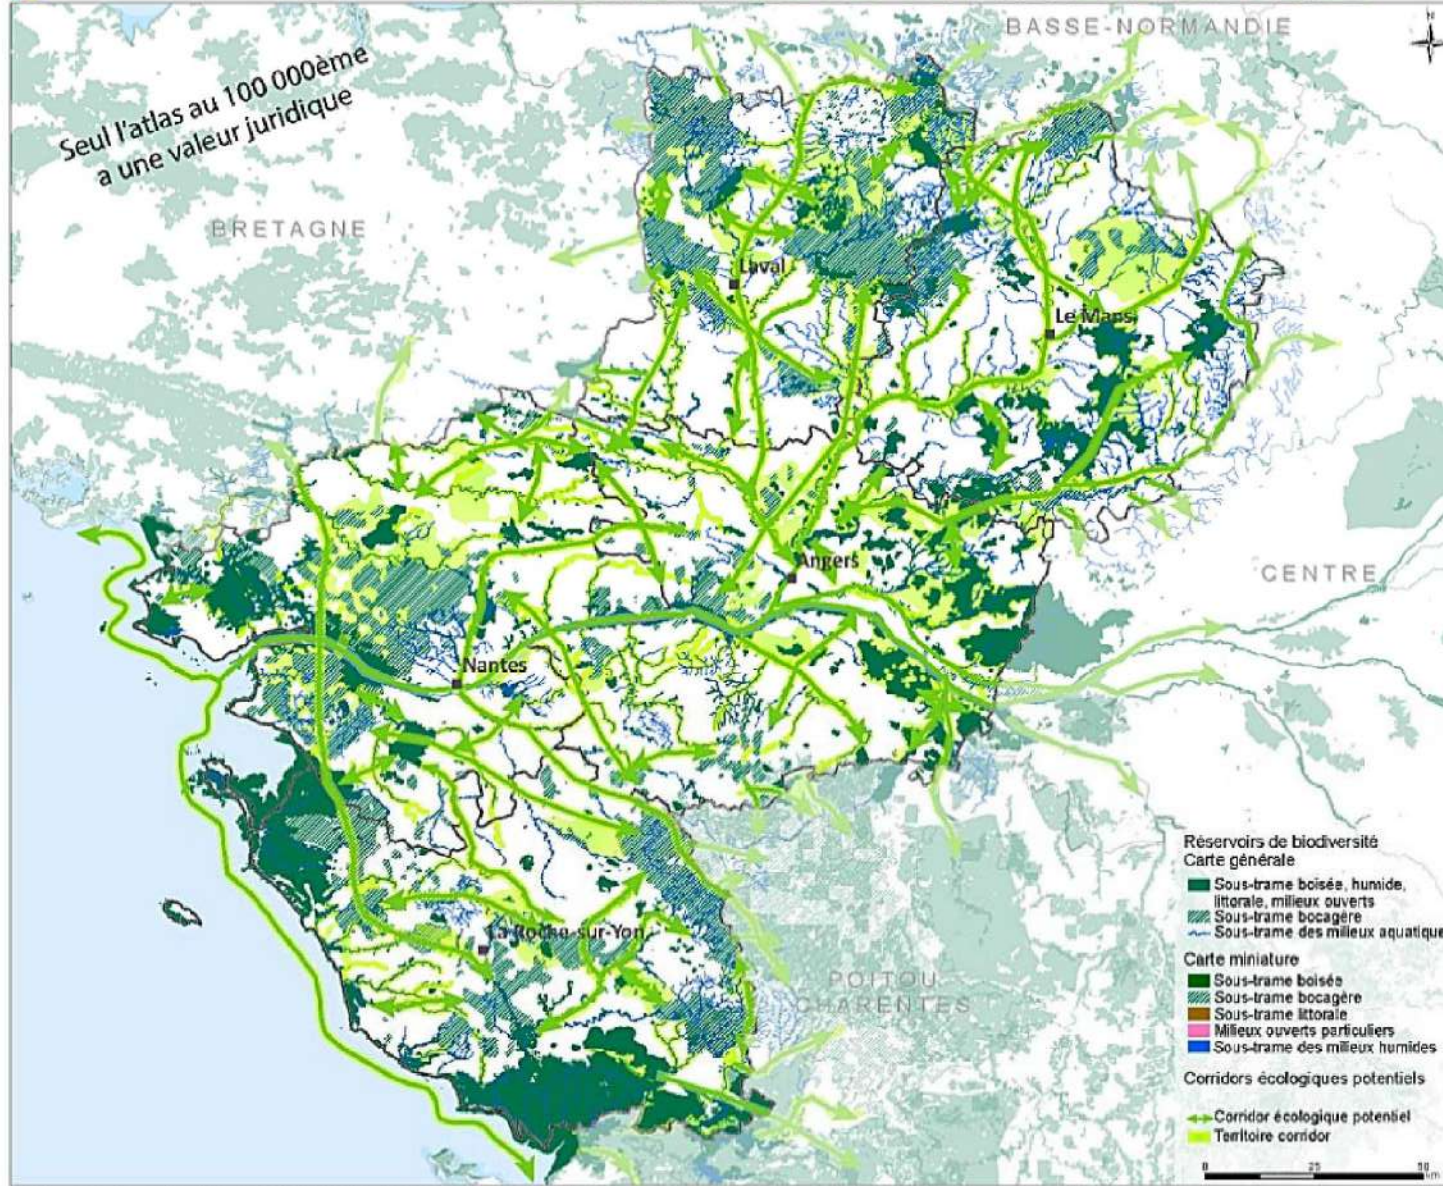 BASSE-NORMANDIE
N
Seul l'atlas au 100 000ème
a une valeur juridique
BRETAGNE
Laval
Le Mans
Angers
CENTRE
Nantes
La Roche-sur-Yon
POITOU
CHARENTES
Réservoirs de biodiversité
Carte générale
Sous-trame boisée, humide,
littorale, milieux ouverts
Sous-trame bocagère
Sous-trame des milieux aquatique
Carte miniature
Sous-trame boisée
Sous-trame bocagère
Sous-trame littorale
Milieux ouverts particuliers
Sous-trame des milieux humides
Corridors écologiques potentiels
Corridor écologique potentiel
Territoire corridor
0 25 50
km